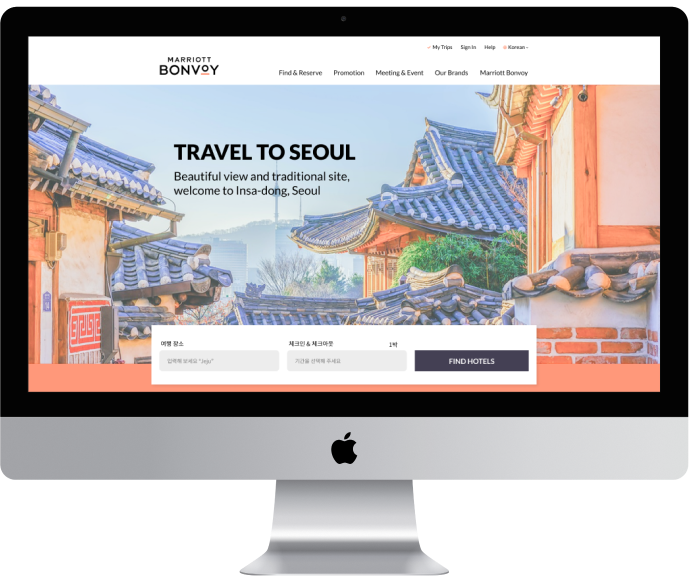 My Trips Sign In Help Korean
MARRIOTT
BONVOY
Find & Reserve Promotion Meeting & Event Our Brands Marriott Bonvoy
TRAVEL TO SEOUL
Beautiful view and traditional site,
welcome to Insa-dong, Seoul
여행 장소 체크인 & 체크아웃 1박
입력해 보세요 "Jeju" 기간을 선택해 주세요 FIND HOTELS